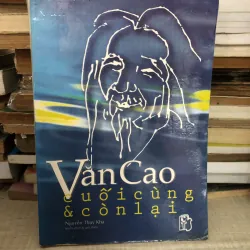 Văn Cao
cuối cùng
& còn lại
Nguyễn Thụy Kha